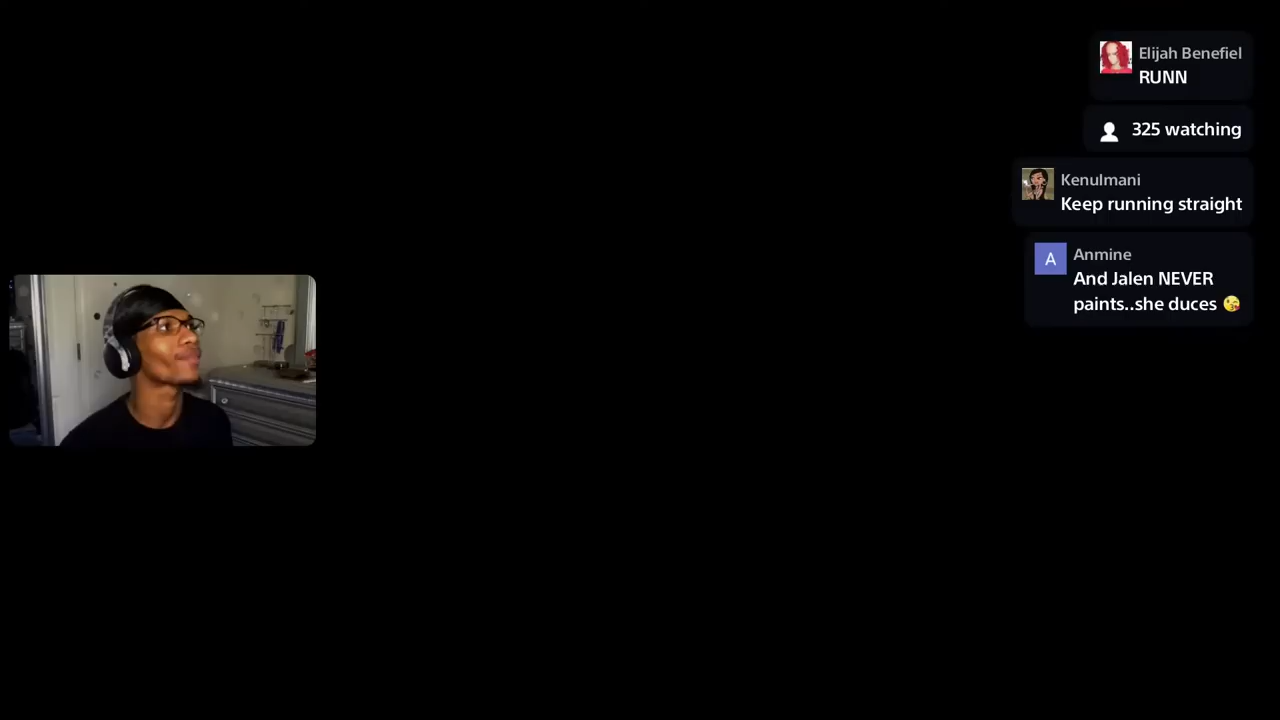 Elijah Benefiel
RUNN
325 watching
Kenulmani
Keep running straight
A
Anmine
And Jalen NEVER
paints..she duces 😘